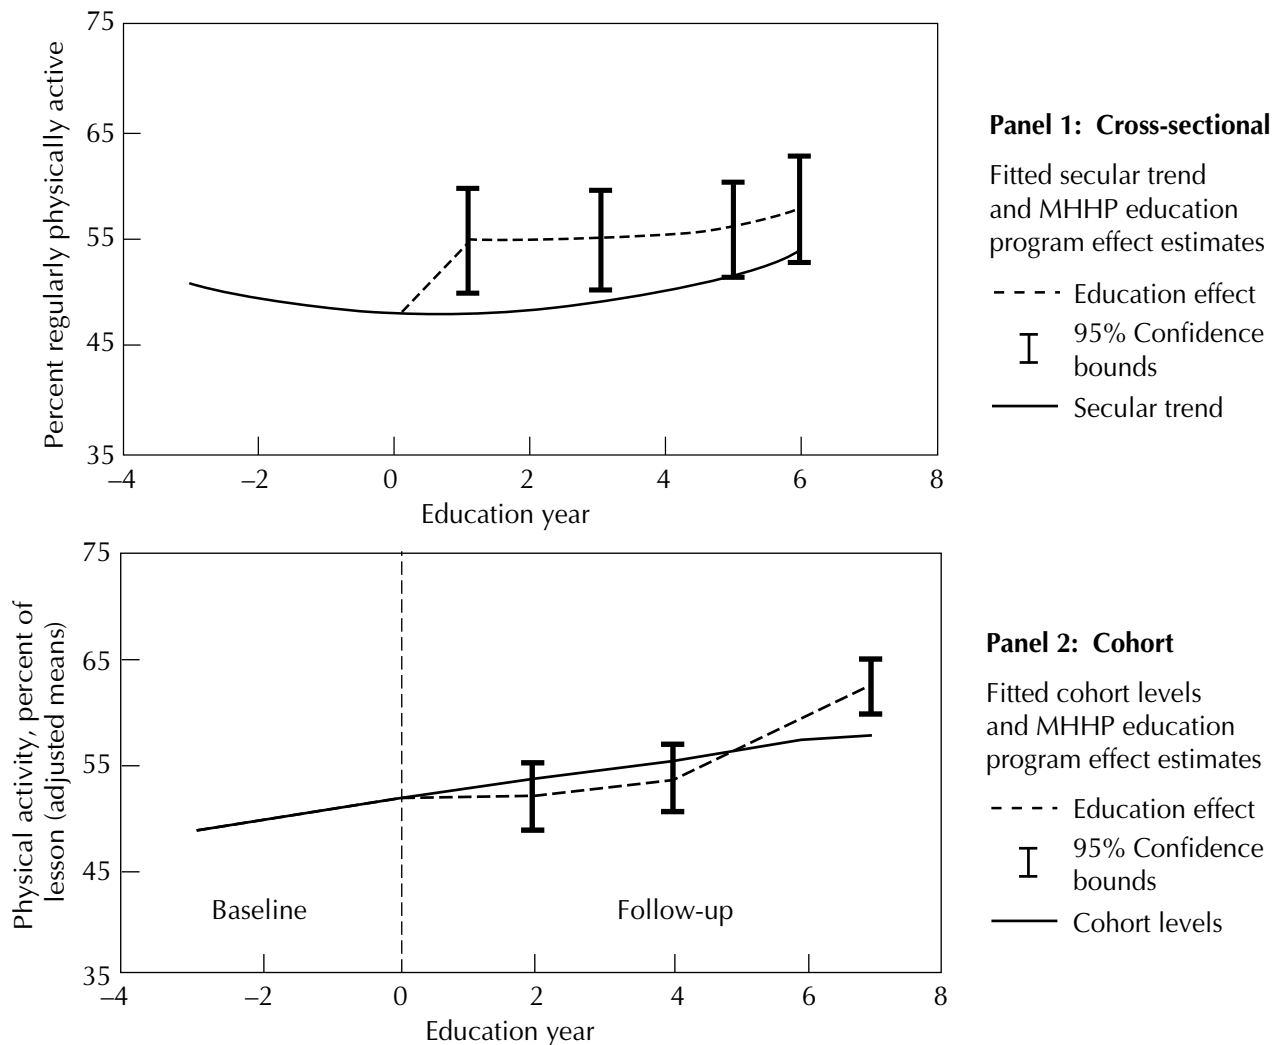 75
65
55
45
35
Percent regularly physically active
–4
–2
0
2
4
6
8
Education year
Panel 1: Cross-sectional
Fitted secular trend
and MHHP education
program effect estimates
Education effect
95% Confidence
bounds
Secular trend
75
65
55
45
35
Physical activity, percent of
lesson (adjusted means)
Baseline
Follow-up
–4
–2
0
2
4
6
8
Education year
Panel 2: Cohort
Fitted cohort levels
and MHHP education
program effect estimates
Education effect
95% Confidence
bounds
Cohort levels